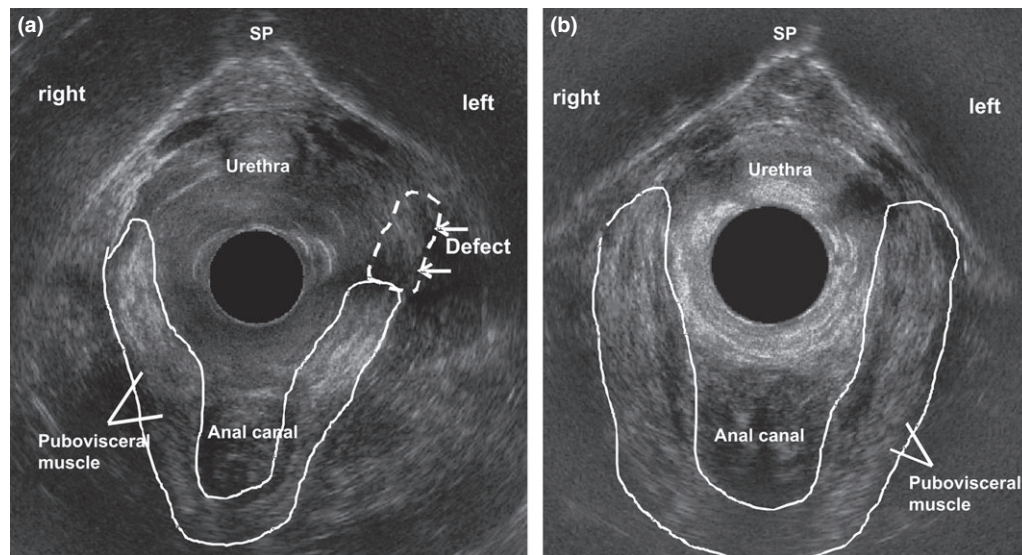 (a)
SP
right
left
Urethra
Defect
Anal canal
Pubovisceral
muscle
(b)
SP
right
left
Urethra
Anal canal
Pubovisceral
muscle